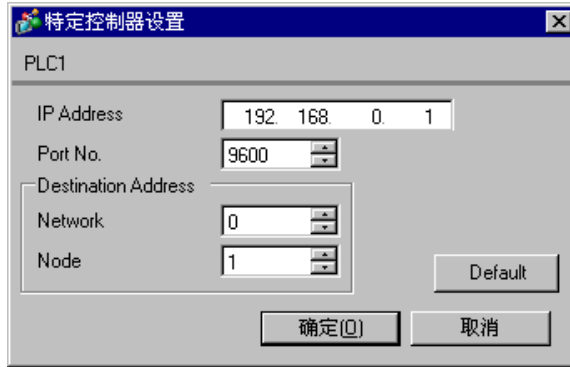 特定控制器设置
PLC1
IP Address 192. 168. 0. 1
Port No. 9600
Destination Address
Network 0
Node 1
Default
确定(O) 取消